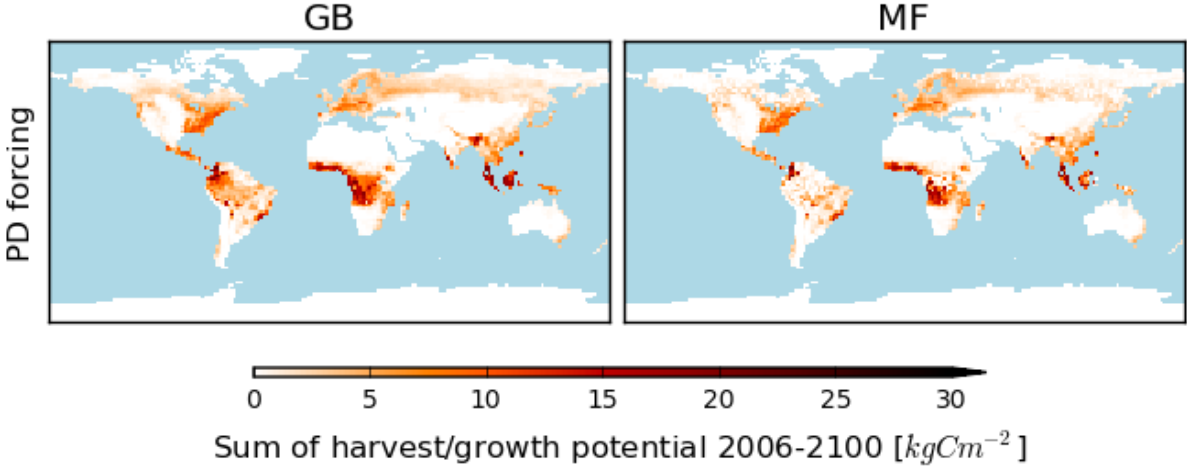 GB
MF
PD forcing
0 5 10 15 20 25 30
Sum of harvest/growth potential 2006-2100 [kgCm⁻²]